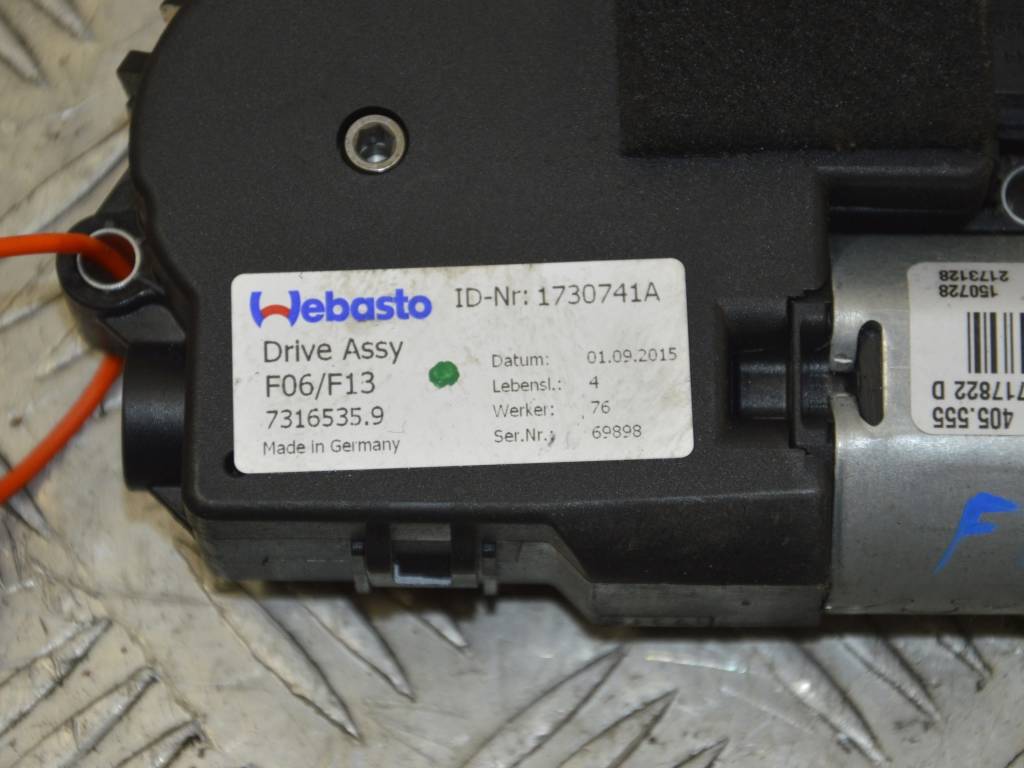 Webasto ID-Nr: 1730741A
Drive Assy
F06/F13
7316535.9
Made in Germany
Datum: 01.09.2015
Lebensl.: 4
Werker: 76
Ser.Nr.: 69898
405.555
7117822 D
150728
2173128
F